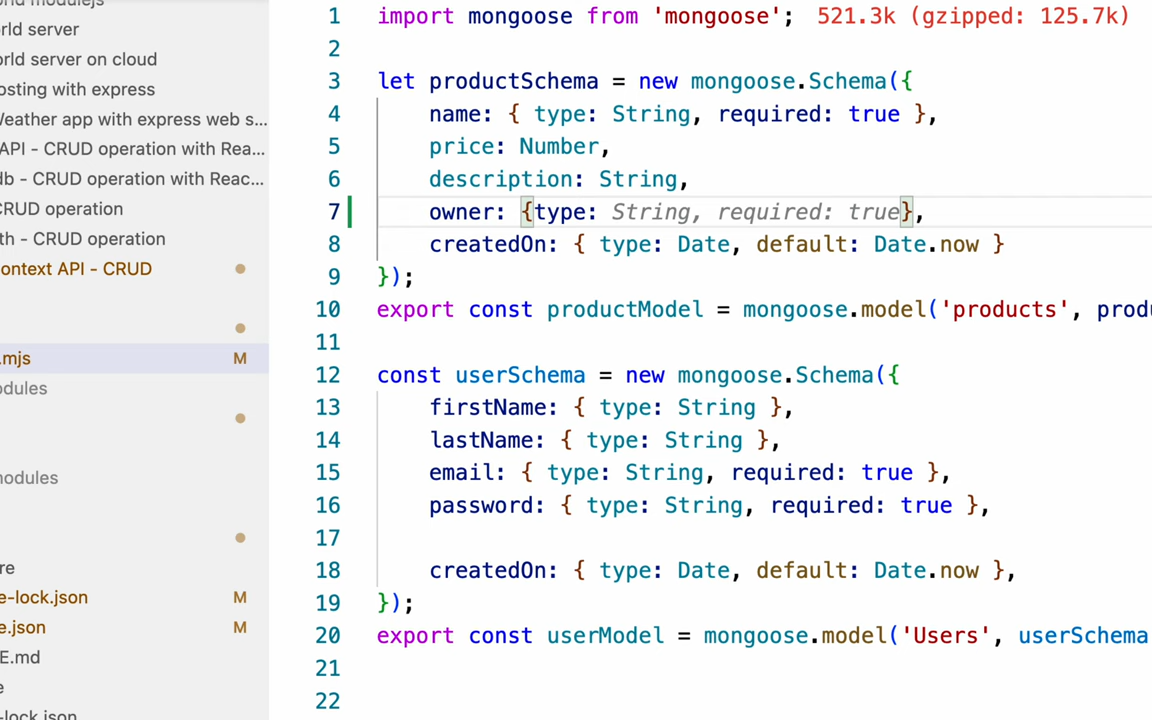 rld server
rld server on cloud
osting with express
Weather app with express web s...
API - CRUD operation with Rea...
db - CRUD operation with Reac...
CRUD operation
th - CRUD operation
ontext API - CRUD
.mjs M
odules
modules
re
e-lock.json M
e.json M
E.md
e
-lock.json
1 import mongoose from 'mongoose'; 521.3k (gzipped: 125.7k)
2
3 let productSchema = new mongoose.Schema({
4 name: { type: String, required: true },
5 price: Number,
6 description: String,
7 owner: {type: String, required: true},
8 createdOn: { type: Date, default: Date.now }
9 });
10 export const productModel = mongoose.model('products', produ
11
12 const userSchema = new mongoose.Schema({
13 firstName: { type: String },
14 lastName: { type: String },
15 email: { type: String, required: true },
16 password: { type: String, required: true },
17
18 createdOn: { type: Date, default: Date.now },
19 });
20 export const userModel = mongoose.model('Users', userSchema
21
22